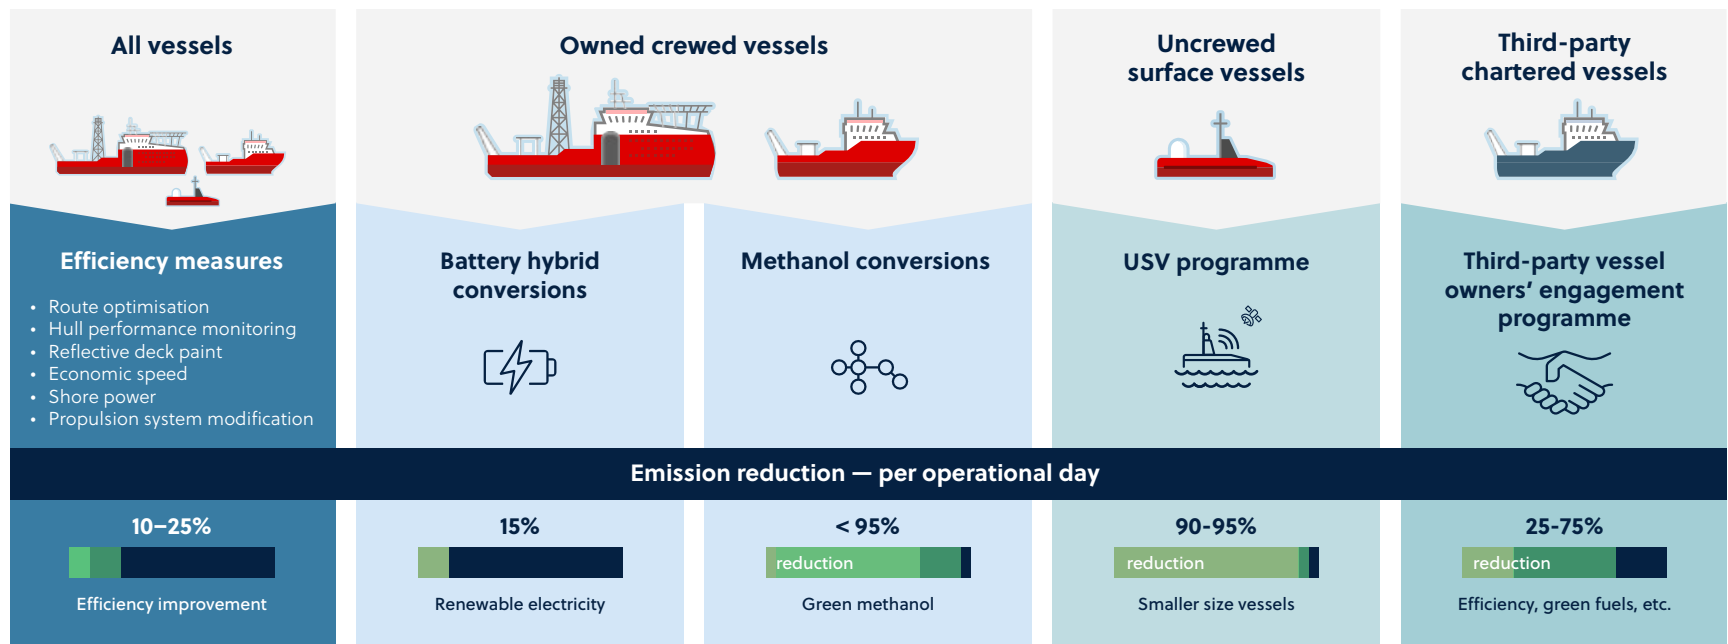 All vessels
Owned crewed vessels
Uncrewed
surface vessels
Third-party
chartered vessels
Efficiency measures
• Route optimisation
• Hull performance monitoring
• Reflective deck paint
• Economic speed
• Shore power
• Propulsion system modification
Battery hybrid
conversions
Methanol conversions
USV programme
Third-party vessel
owners’ engagement
programme
Emission reduction — per operational day
10–25%
Efficiency improvement
15%
Renewable electricity
< 95%
reduction
Green methanol
90-95%
reduction
Smaller size vessels
25-75%
reduction
Efficiency, green fuels, etc.